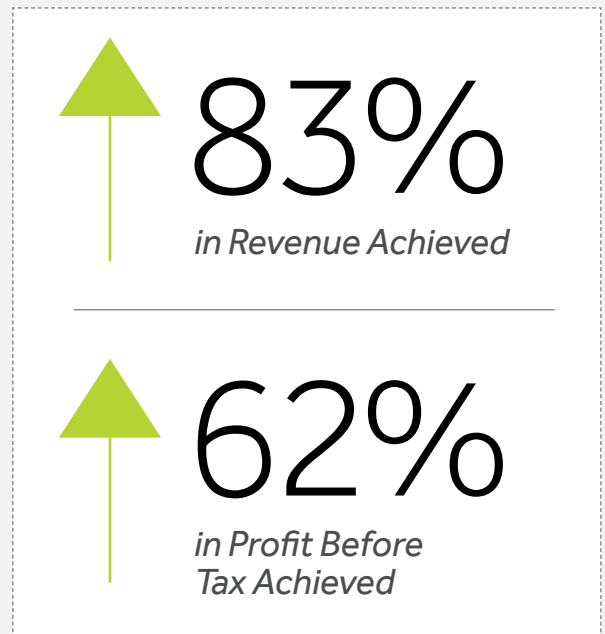 83%
in Revenue Achieved
62%
in Profit Before
Tax Achieved